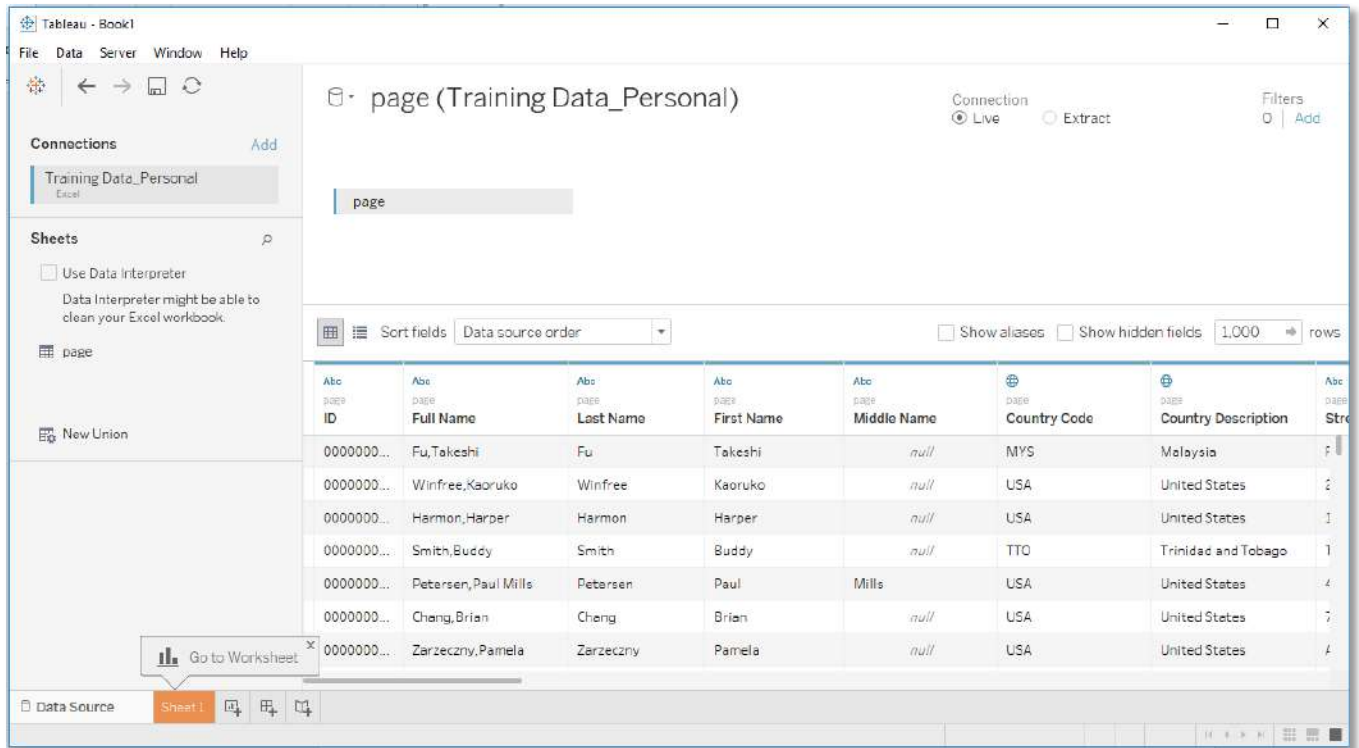 Tableau - Book1
File Data Server Window Help
Connections Add
Training Data_Personal
Excel
Sheets
Use Data Interpreter
Data Interpreter might be able to
clean your Excel workbook.
page
New Union
page (Training Data_Personal)
Connection
Live Extract
Filters
0 Add
page
Sort fields Data source order
Show aliases Show hidden fields 1,000 rows
Abc Abc Abc Abc Abc Abc
page page page page page page page page
ID Full Name Last Name First Name Middle Name Country Code Country Description Stre
0000000... Fu,Takeshi Fu Takeshi null MYS Malaysia
0000000... Winfree,Kaoruko Winfree Kaoruko null USA United States
0000000... Harmon,Harper Harmon Harper null USA United States
0000000... Smith,Buddy Smith Buddy null TTO Trinidad and Tobago
0000000... Petersen,Paul Mills Petersen Paul Mills USA United States
0000000... Chang,Brian Chang Brian null USA United States
0000000... Zarzeczny,Pamela Zarzeczny Pamela null USA United States
Go to Worksheet x
Data Source Sheet 1